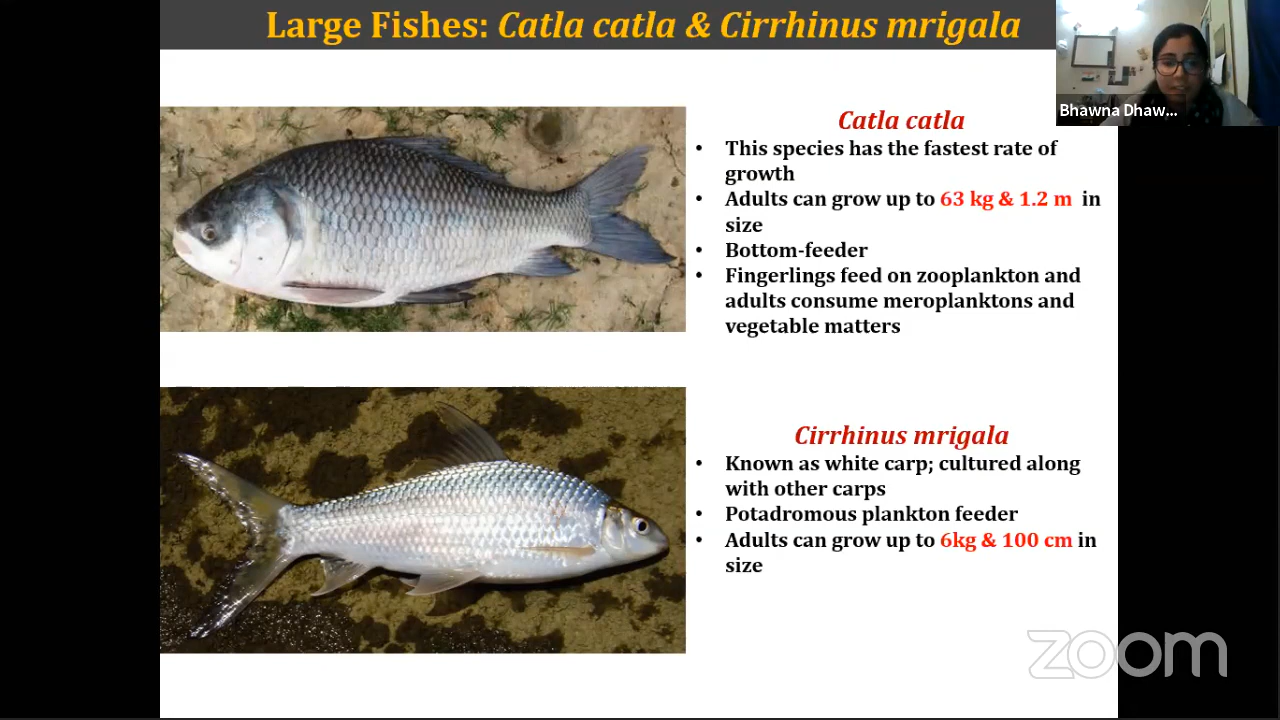 Large Fishes: Catla catla & Cirrhinus mrigala
Bhawna Dhaw...
Catla catla
• This species has the fastest rate of
growth
• Adults can grow up to 63 kg & 1.2 m in
size
• Bottom-feeder
• Fingerlings feed on zooplankton and
adults consume meroplanktons and
vegetable matters
Cirrhinus mrigala
• Known as white carp; cultured along
with other carps
• Potadromous plankton feeder
• Adults can grow up to 6kg & 100 cm in
size
zoom